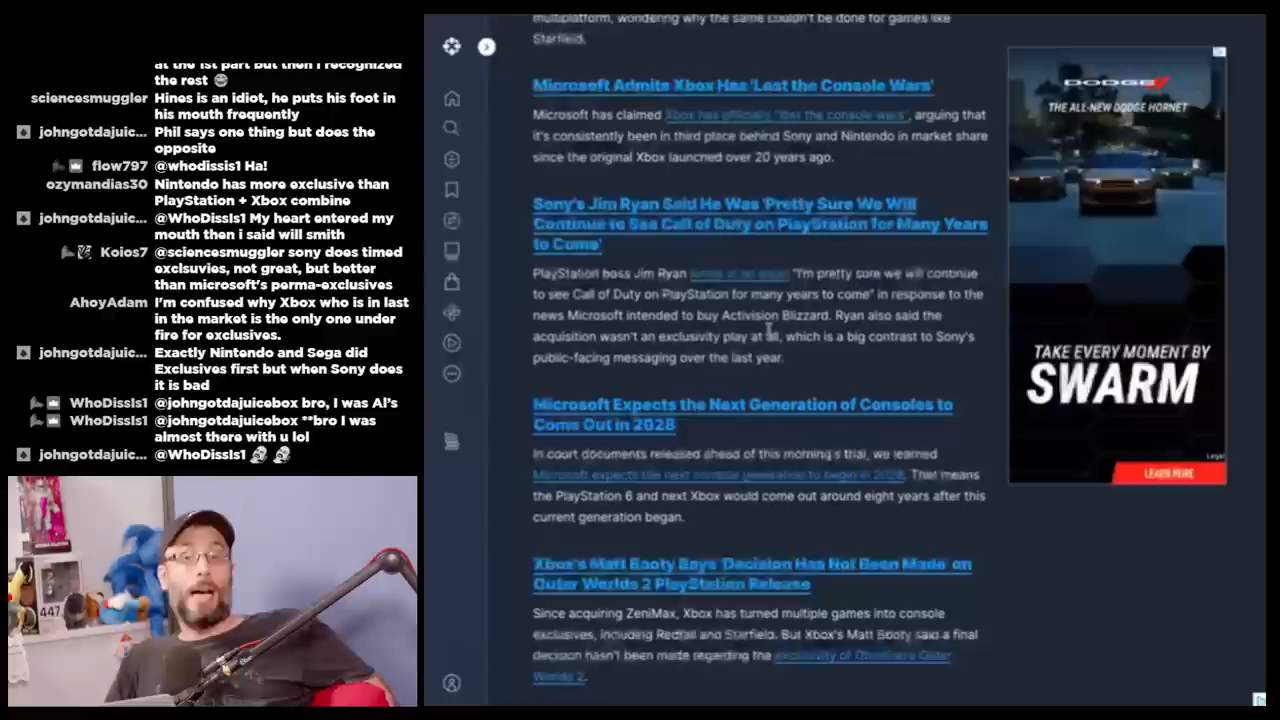 at the 1st part but then i recognized
the rest
sciencesmuggler Hines is an idiot, he puts his foot in
his mouth frequently
johngotdajuic... Phil says one thing but does the
opposite
flow797 @whodissis1 Ha!
ozymandias30 Nintendo has more exclusive than
PlayStation + Xbox combine
johngotdajuic... @WhoDissIs1 My heart entered my
mouth then i said will smith
Koios7 @sciencesmuggler sony does timed
exclsuvies, not great, but better
than microsoft's perma-exclusives
AhoyAdam I'm confused why Xbox who is in last
in the market is the only one under
fire for exclusives.
johngotdajuic... Exactly Nintendo and Sega did
Exclusives first but when Sony does
it is bad
WhoDissIs1 @johngotdajuicebox bro, I was Al's
WhoDissIs1 @johngotdajuicebox **bro I was
almost there with u lol
johngotdajuic... @WhoDissIs1
447
multiplatform, wondering why the same couldn't be done for games like
Starfield.
Microsoft Admits Xbox Has 'Lost the Console Wars'
Microsoft has claimed Xbox has officially "lost the console wars", arguing that
it's consistently been in third place behind Sony and Nintendo in market share
since the original Xbox launched over 20 years ago.
Sony's Jim Ryan Said He Was 'Pretty Sure We Will
Continue to See Call of Duty on PlayStation for Many Years
to Come'
PlayStation boss Jim Ryan "I'm pretty sure we will continue
to see Call of Duty on PlayStation for many years to come" in response to the
news Microsoft intended to buy Activision Blizzard. Ryan also said the
acquisition wasn't an exclusivity play at all, which is a big contrast to Sony's
public-facing messaging over the last year.
Microsoft Expects the Next Generation of Consoles to
Come Out in 2028
In court documents released ahead of this morning's trial, we learned
Microsoft expects the next console generation to begin in 2028. That means
the PlayStation 6 and next Xbox would come out around eight years after this
current generation began.
Xbox's Matt Booty Says 'Decision Has Not Been Made' on
Outer Worlds 2 PlayStation Release
Since acquiring ZeniMax, Xbox has turned multiple games into console
exclusives, including Redfall and Starfield. But Xbox's Matt Booty said a final
decision hasn't been made regarding the exclusivity of Obsidian's Outer
Worlds 2.
DODGE
THE ALL-NEW DODGE HORNET
TAKE EVERY MOMENT BY
SWARM
Legal
LEARN MORE